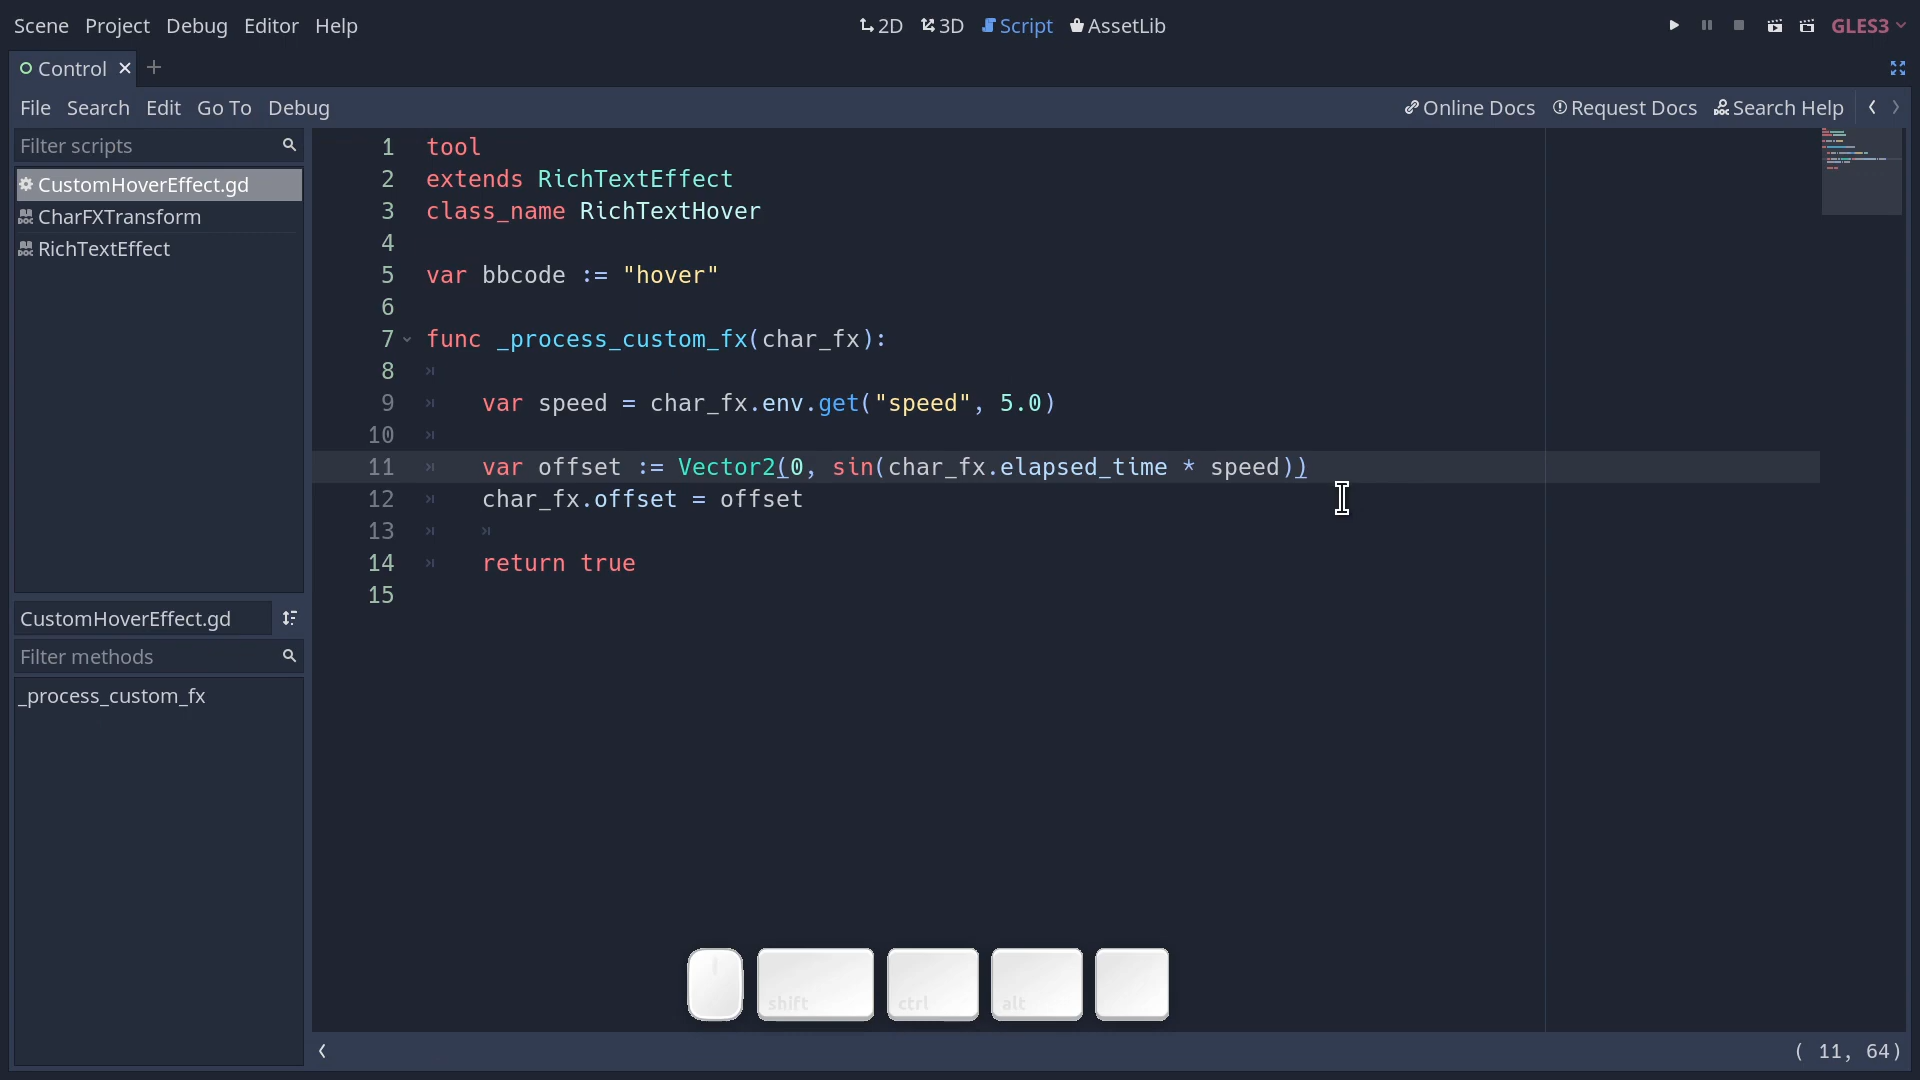 Scene Project Debug Editor Help
2D 3D Script AssetLib
GLES3
Control
File Search Edit Go To Debug
Online Docs Request Docs Search Help
Filter scripts
CustomHoverEffect.gd
CharFXTransform
RichTextEffect
CustomHoverEffect.gd
Filter methods
_process_custom_fx
1 tool
2 extends RichTextEffect
3 class_name RichTextHover
4
5 var bbcode := "hover"
6
7 func _process_custom_fx(char_fx):
8
9 var speed = char_fx.env.get("speed", 5.0)
10
11 var offset := Vector2(0, sin(char_fx.elapsed_time * speed))
12 char_fx.offset = offset
13
14 return true
15
shift ctrl alt
( 11, 64)